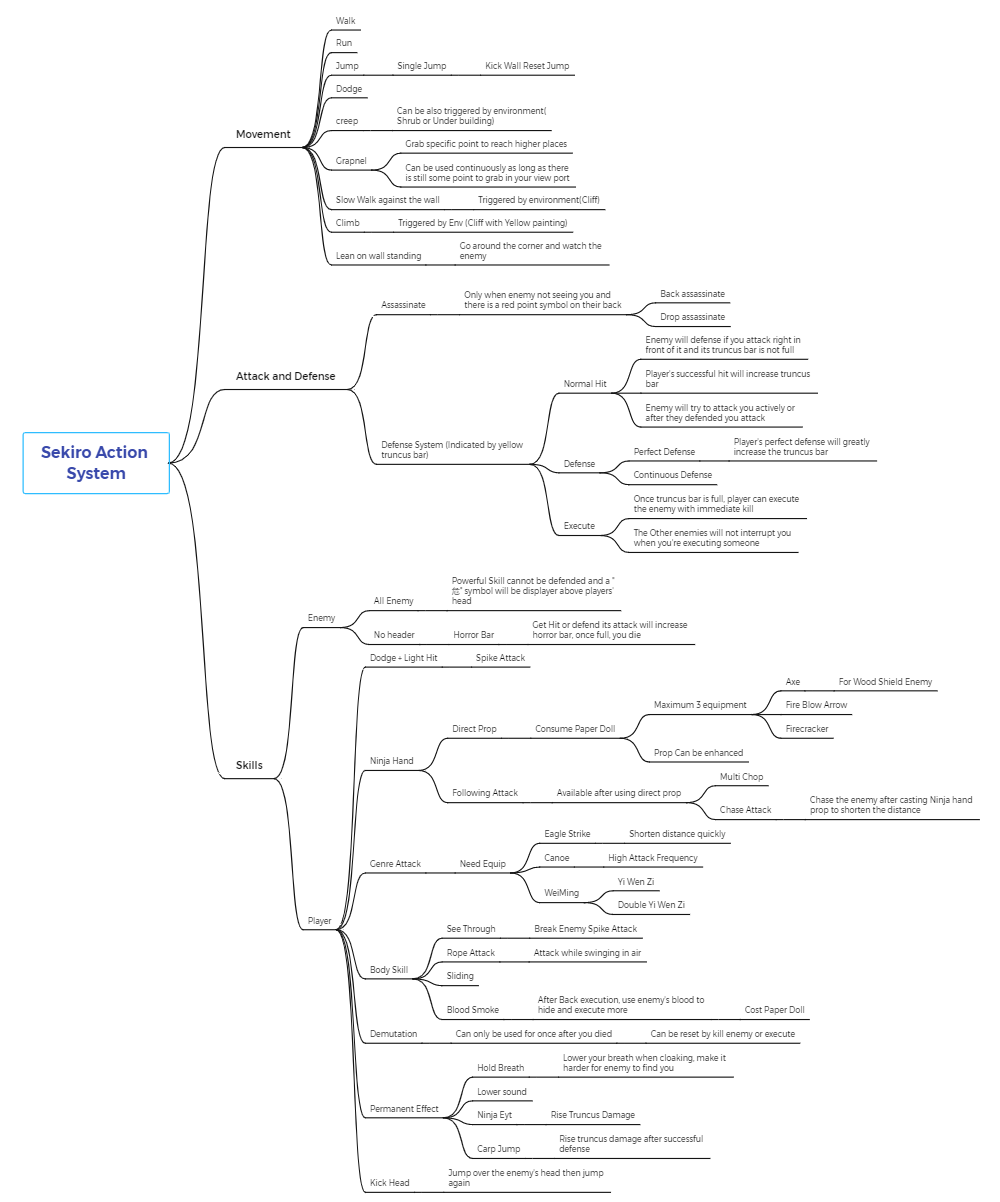 Sekiro Action
System
Movement
Walk
Run
Jump
Single Jump
Kick Wall Reset Jump
Dodge
creep
Can be also triggered by environment(
Shrub or Under building)
Grapnel
Grab specific point to reach higher places
Can be used continuously as long as there
is still some point to grab in your view port
Slow Walk against the wall
Triggered by environment(Cliff)
Climb
Triggered by Env (Cliff with Yellow painting)
Lean on wall standing
Go around the corner and watch the
enemy
Attack and Defense
Assassinate
Only when enemy not seeing you and
there is a red point symbol on their back
Back assassinate
Drop assassinate
Defense System (Indicated by yellow
truncus bar)
Normal Hit
Enemy will defense if you attack right in
front of it and its truncus bar is not full
Player's successful hit will increase truncus
bar
Enemy will try to attack you actively or
after they defended you attack
Defense
Perfect Defense
Player's perfect defense will greatly
increase the truncus bar
Continuous Defense
Execute
Once truncus bar is full, player can execute
the enemy with immediate kill
The Other enemies will not interrupt you
when you're executing someone
Skills
Enemy
All Enemy
Powerful Skill cannot be defended and a "
危" symbol will be displayer above players'
head
No header
Horror Bar
Get Hit or defend its attack will increase
horror bar, once full, you die
Player
Dodge + Light Hit
Spike Attack
Ninja Hand
Direct Prop
Consume Paper Doll
Maximum 3 equipment
Axe
For Wood Shield Enemy
Fire Blow Arrow
Firecracker
Prop Can be enhanced
Following Attack
Available after using direct prop
Multi Chop
Chase Attack
Chase the enemy after casting Ninja hand
prop to shorten the distance
Genre Attack
Need Equip
Eagle Strike
Shorten distance quickly
Canoe
High Attack Frequency
WeiMing
Yi Wen Zi
Double Yi Wen Zi
Body Skill
See Through
Break Enemy Spike Attack
Rope Attack
Attack while swinging in air
Sliding
Blood Smoke
After Back execution, use enemy's blood to
hide and execute more
Cost Paper Doll
Demutation
Can only be used for once after you died
Can be reset by kill enemy or execute
Permanent Effect
Hold Breath
Lower your breath when cloaking, make it
harder for enemy to find you
Lower sound
Ninja Eyt
Rise Truncus Damage
Carp Jump
Rise truncus damage after successful
defense
Kick Head
Jump over the enemy's head then jump
again